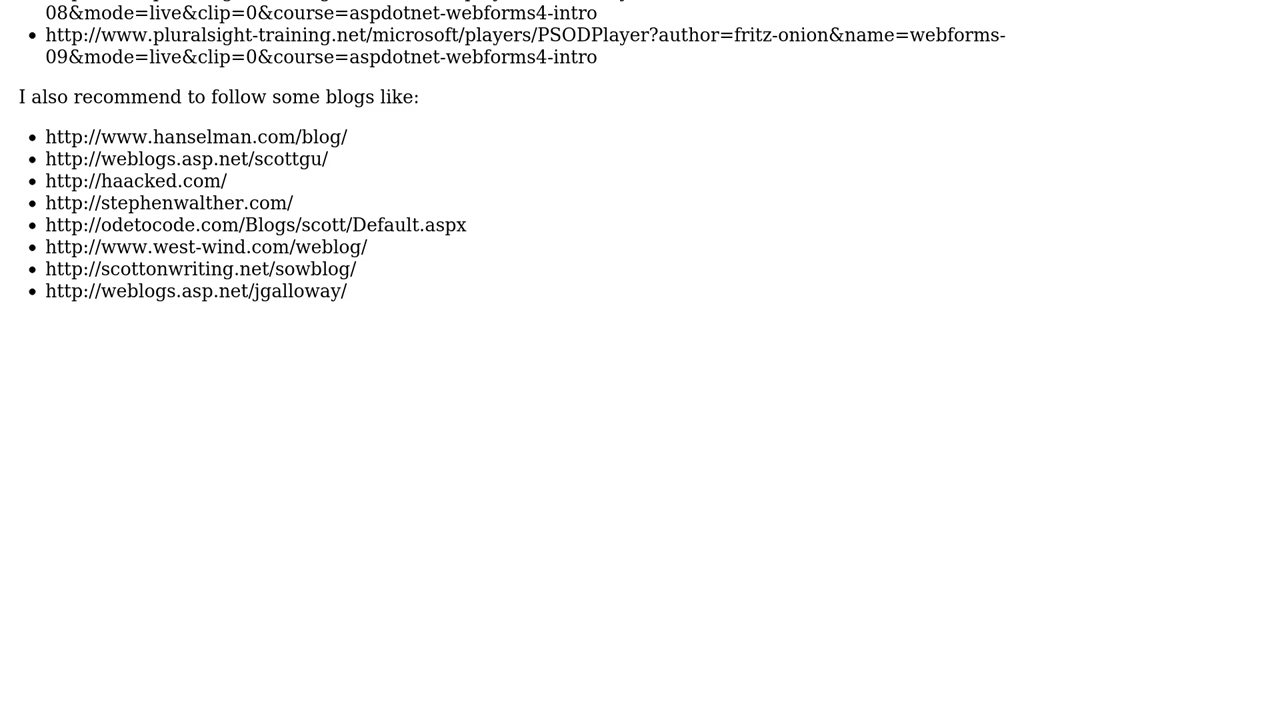 08&mode=live&clip=0&course=aspdotnet-webforms4-intro
• http://www.pluralsight-training.net/microsoft/players/PSODPlayer?author=fritz-onion&name=webforms-
09&mode=live&clip=0&course=aspdotnet-webforms4-intro
I also recommend to follow some blogs like:
• http://www.hanselman.com/blog/
• http://weblogs.asp.net/scottgu/
• http://haacked.com/
• http://stephenwalther.com/
• http://odetocode.com/Blogs/scott/Default.aspx
• http://www.west-wind.com/weblog/
• http://scottonwriting.net/sowblog/
• http://weblogs.asp.net/jgalloway/